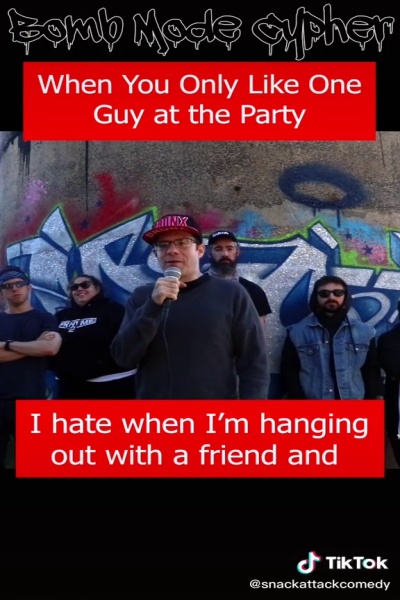 Bomb Mode Cypher
When You Only Like One
Guy at the Party
I hate when I'm hanging
out with a friend and
TikTok
@snackattackcomedy